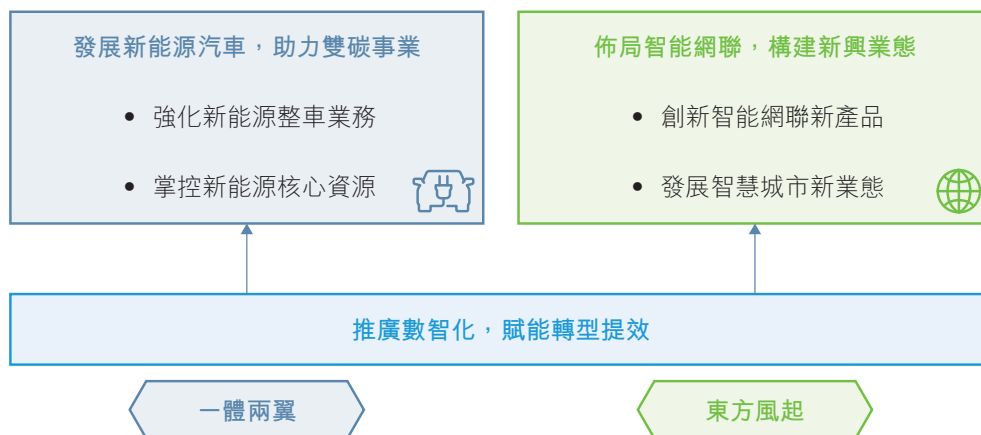 發展新能源汽車，助力雙碳事業
• 強化新能源整車業務
• 掌控新能源核心資源
佈局智能網聯，構建新興業態
• 創新智能網聯新產品
• 發展智慧城市新業態
推廣數智化，賦能轉型提效
一體兩翼
東方風起